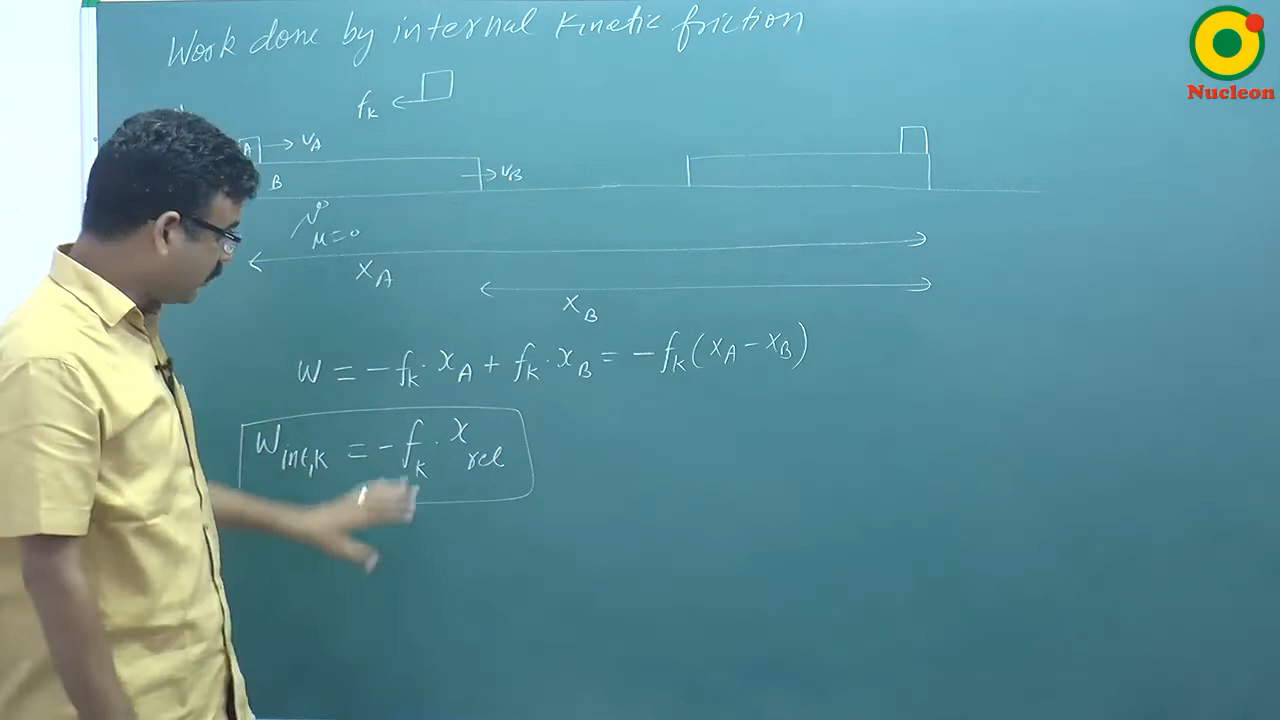 Work done by internal Kinetic friction
Nucleon
fK
A
vA
B
vB
μ=0
xA
xB
W = -fK·xA + fK·xB = -fK(xA-xB)
Wint,K = -fK·xrel